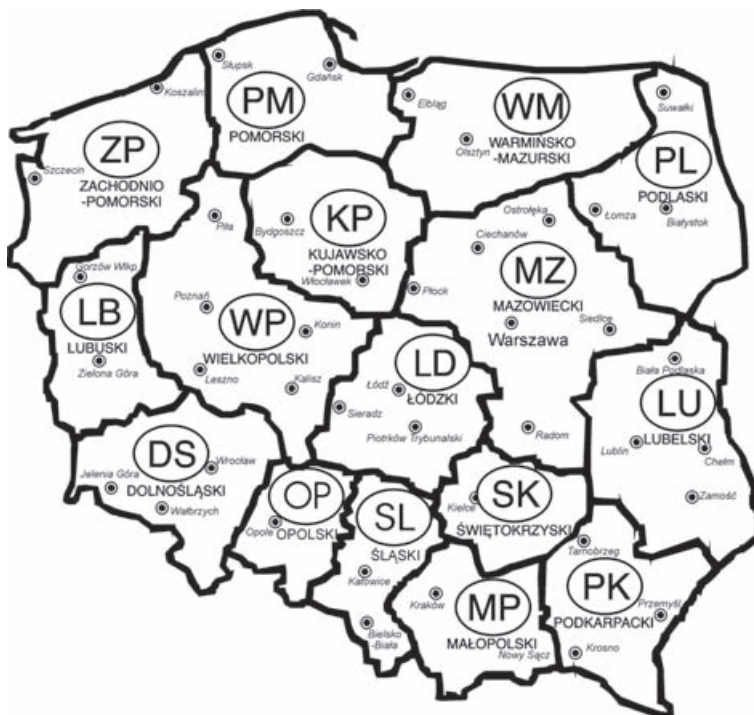 Słupsk
Gdańsk
PM
POMORSKI
Koszalin
ZP
ZACHODNIO
-POMORSKI
Szczecin
Elbląg
WM
WARMIŃSKO
-MAZURSKI
Olsztyn
Suwałki
PL
PODLASKI
Łomża
Białystok
Piła
KP
Bydgoszcz
KUJAWSKO
-POMORSKI
Włocławek
Ostrołęka
Ciechanów
MZ
MAZOWIECKI
Płock
Siedlce
Warszawa
Radom
Gorzów Wlkp
LB
LUBUSKI
Zielona Góra
Poznań
WP
WIELKOPOLSKI
Konin
Leszno
Kalisz
LD
Łódź
ŁÓDZKI
Sieradz
Piotrków Trybunalski
Biała Podlaska
LU
LUBELSKI
Lublin
Chełm
Zamość
DS
Wrocław
Jelenia Góra
DOLNOŚLĄSKI
Wałbrzych
OP
Opole
OPOLSKI
SL
ŚLĄSKI
Katowice
Bielsko
-Biała
SK
Kielce
ŚWIĘTOKRZYSKI
Kraków
MP
MAŁOPOLSKI
Nowy Sącz
Tarnobrzeg
PK
Przemyśl
PODKARPACKI
Krosno